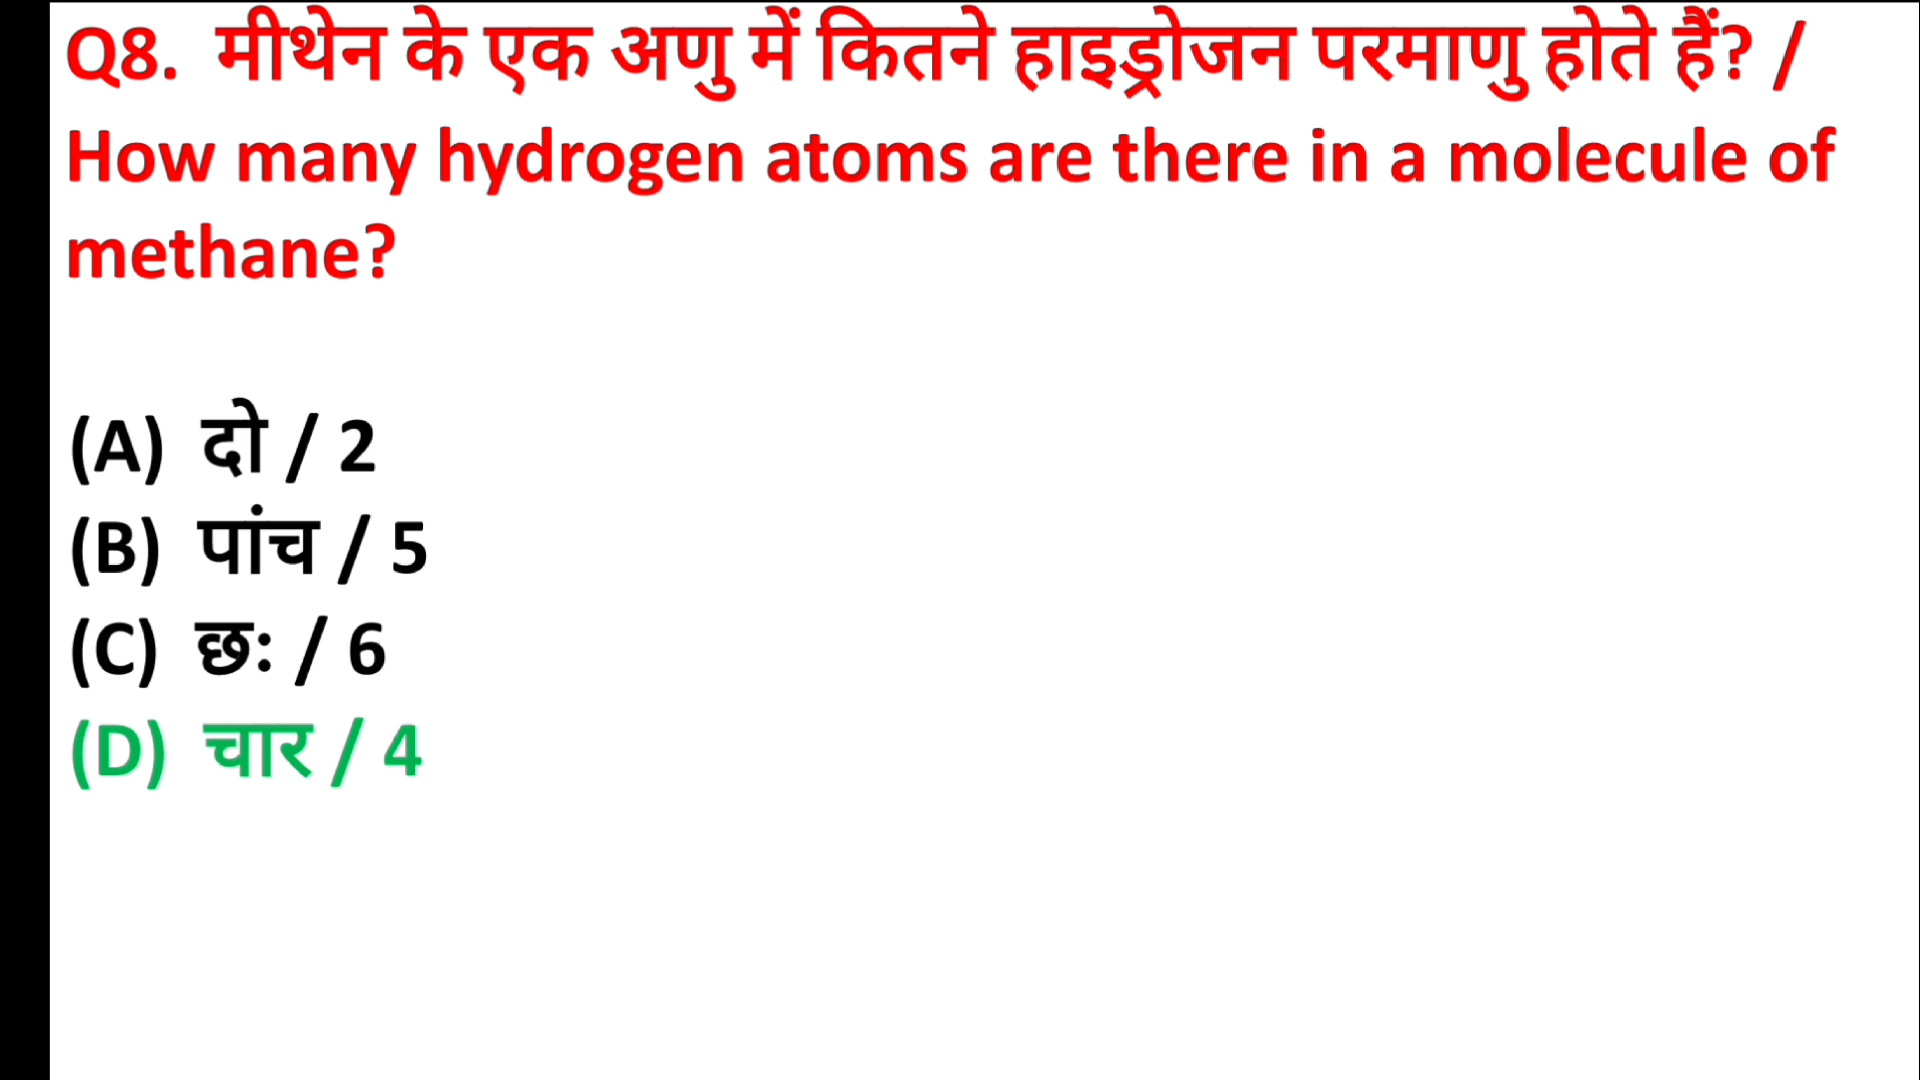 Q8. मीथेन के एक अणु में कितने हाइड्रोजन परमाणु होते हैं? /
How many hydrogen atoms are there in a molecule of
methane?
(A) दो / 2
(B) पांच / 5
(C) छः / 6
(D) चार / 4